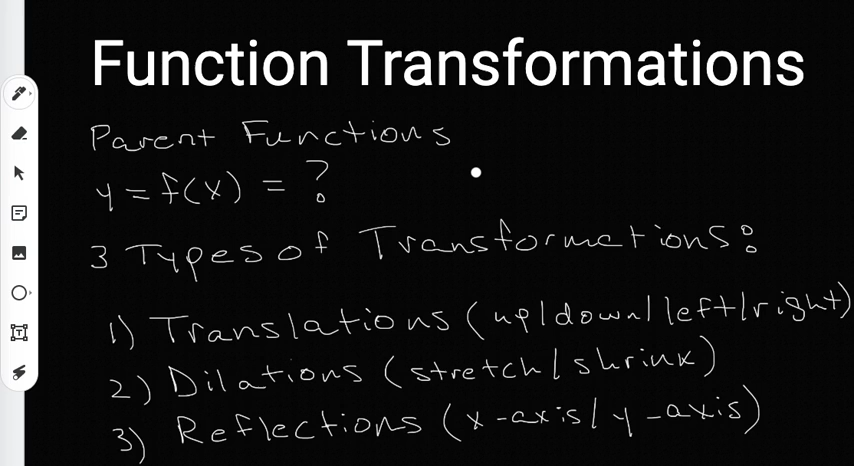 Function Transformations
Parent Functions
y = f(x) = ?
3 Types of Transformations:
1) Translations (up/down/left/right)
2) Dilations (stretch/shrink)
3) Reflections (x-axis/y-axis)